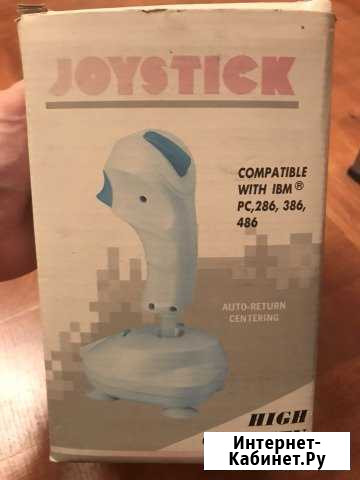 JOYSTICK
COMPATIBLE
WITH IBM®
PC,286, 386,
486
AUTO-RETURN
CENTERING
HIGH
Интернет-
Кабинет.Ру